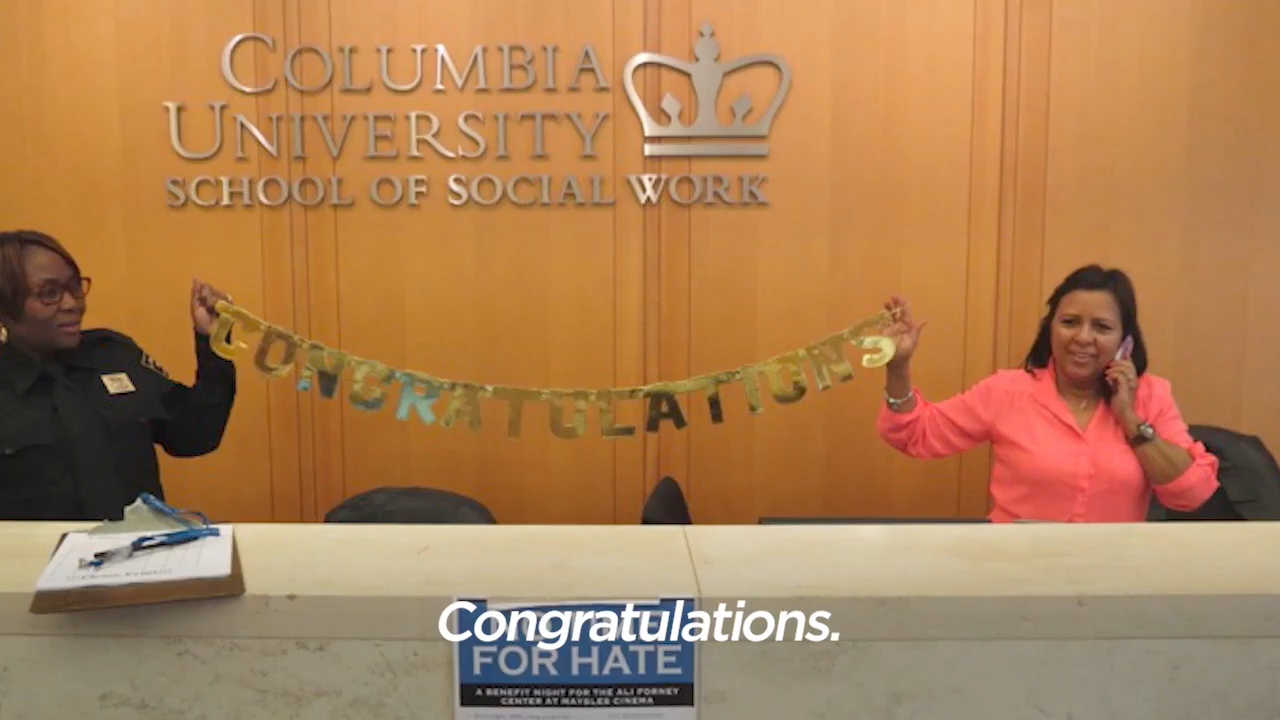 COLUMBIA
UNIVERSITY
SCHOOL OF SOCIAL WORK
CONGRATULATIONS
Congratulations.
FOR HATE
A BENEFIT NIGHT FOR THE ALI FORNEY
CENTER AT MAYSLES CINEMA